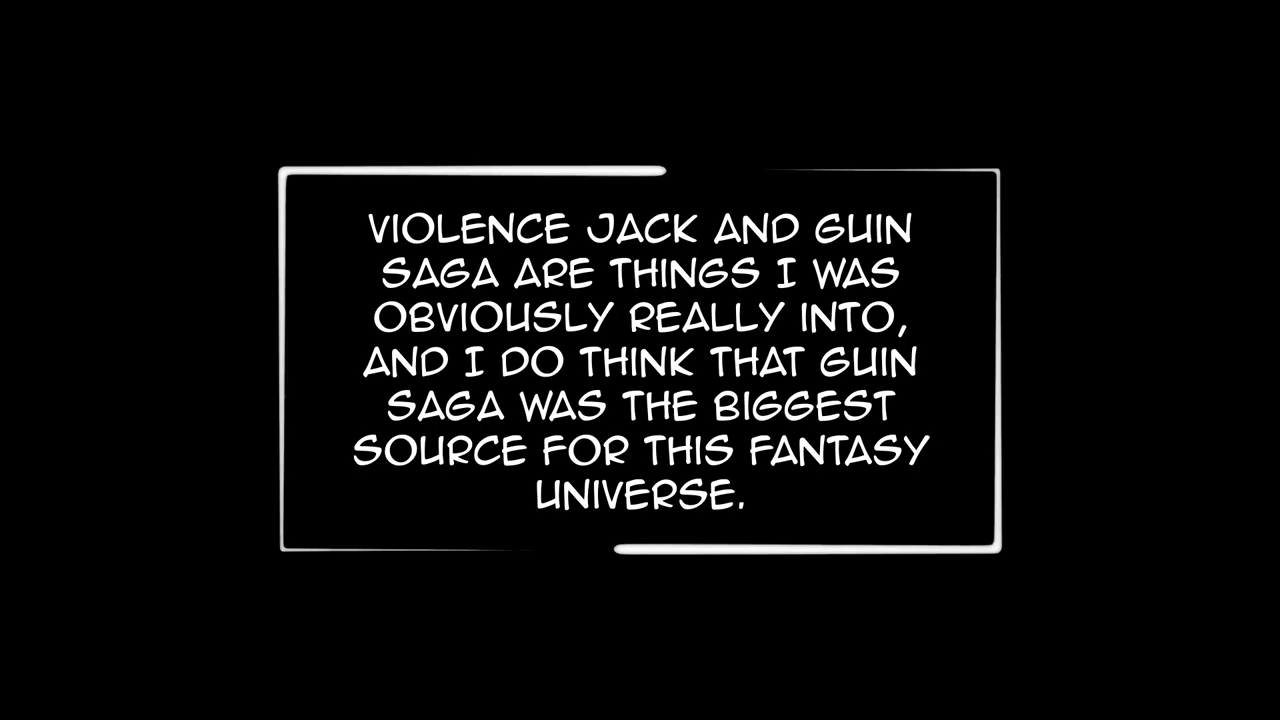 VIOLENCE JACK AND GUIN
SAGA ARE THINGS I WAS
OBVIOUSLY REALLY INTO,
AND I DO THINK THAT GUIN
SAGA WAS THE BIGGEST
SOURCE FOR THIS FANTASY
UNIVERSE.